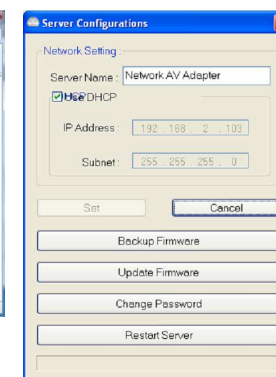 Server Configurations
Network Setting :
Server Name : Network AV Adapter
Use DHCP
IP Address : 192 . 168 . 2 . 103
Subnet : 255 . 255 . 255 . 0
Set Cancel
Backup Firmware
Update Firmware
Change Password
Restart Server